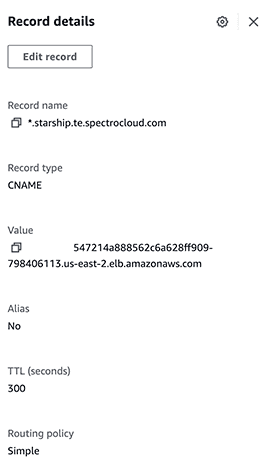 Record details
Edit record
Record name
*.starship.te.spectrocloud.com
Record type
CNAME
Value
547214a888562c6a628ff909-
798406113.us-east-2.elb.amazonaws.com
Alias
No
TTL (seconds)
300
Routing policy
Simple